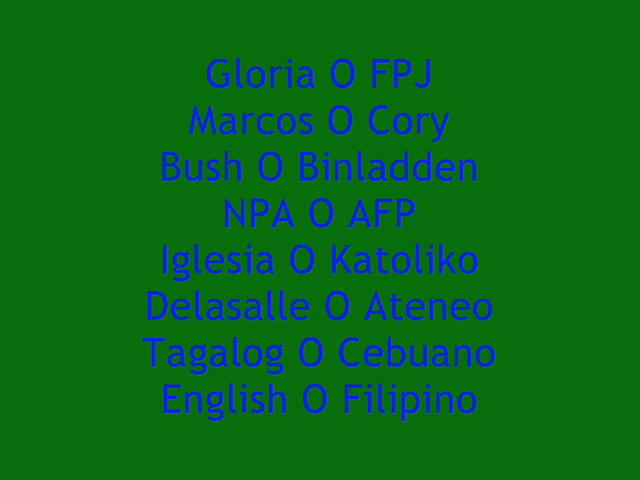 Gloria O FPJ
Marcos O Cory
Bush O Binladden
NPA O AFP
Iglesia O Katoliko
Delasalle O Ateneo
Tagalog O Cebuano
English O Filipino